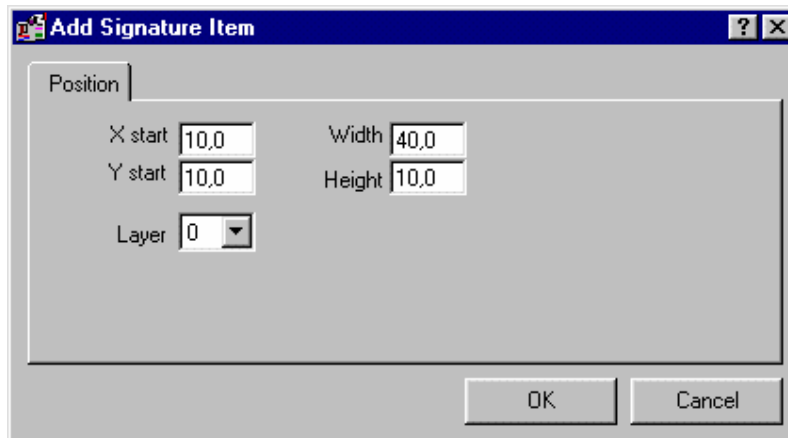 Add Signature Item
Position
X start 10,0 Width 40,0
Y start 10,0 Height 10,0
Layer 0
OK Cancel